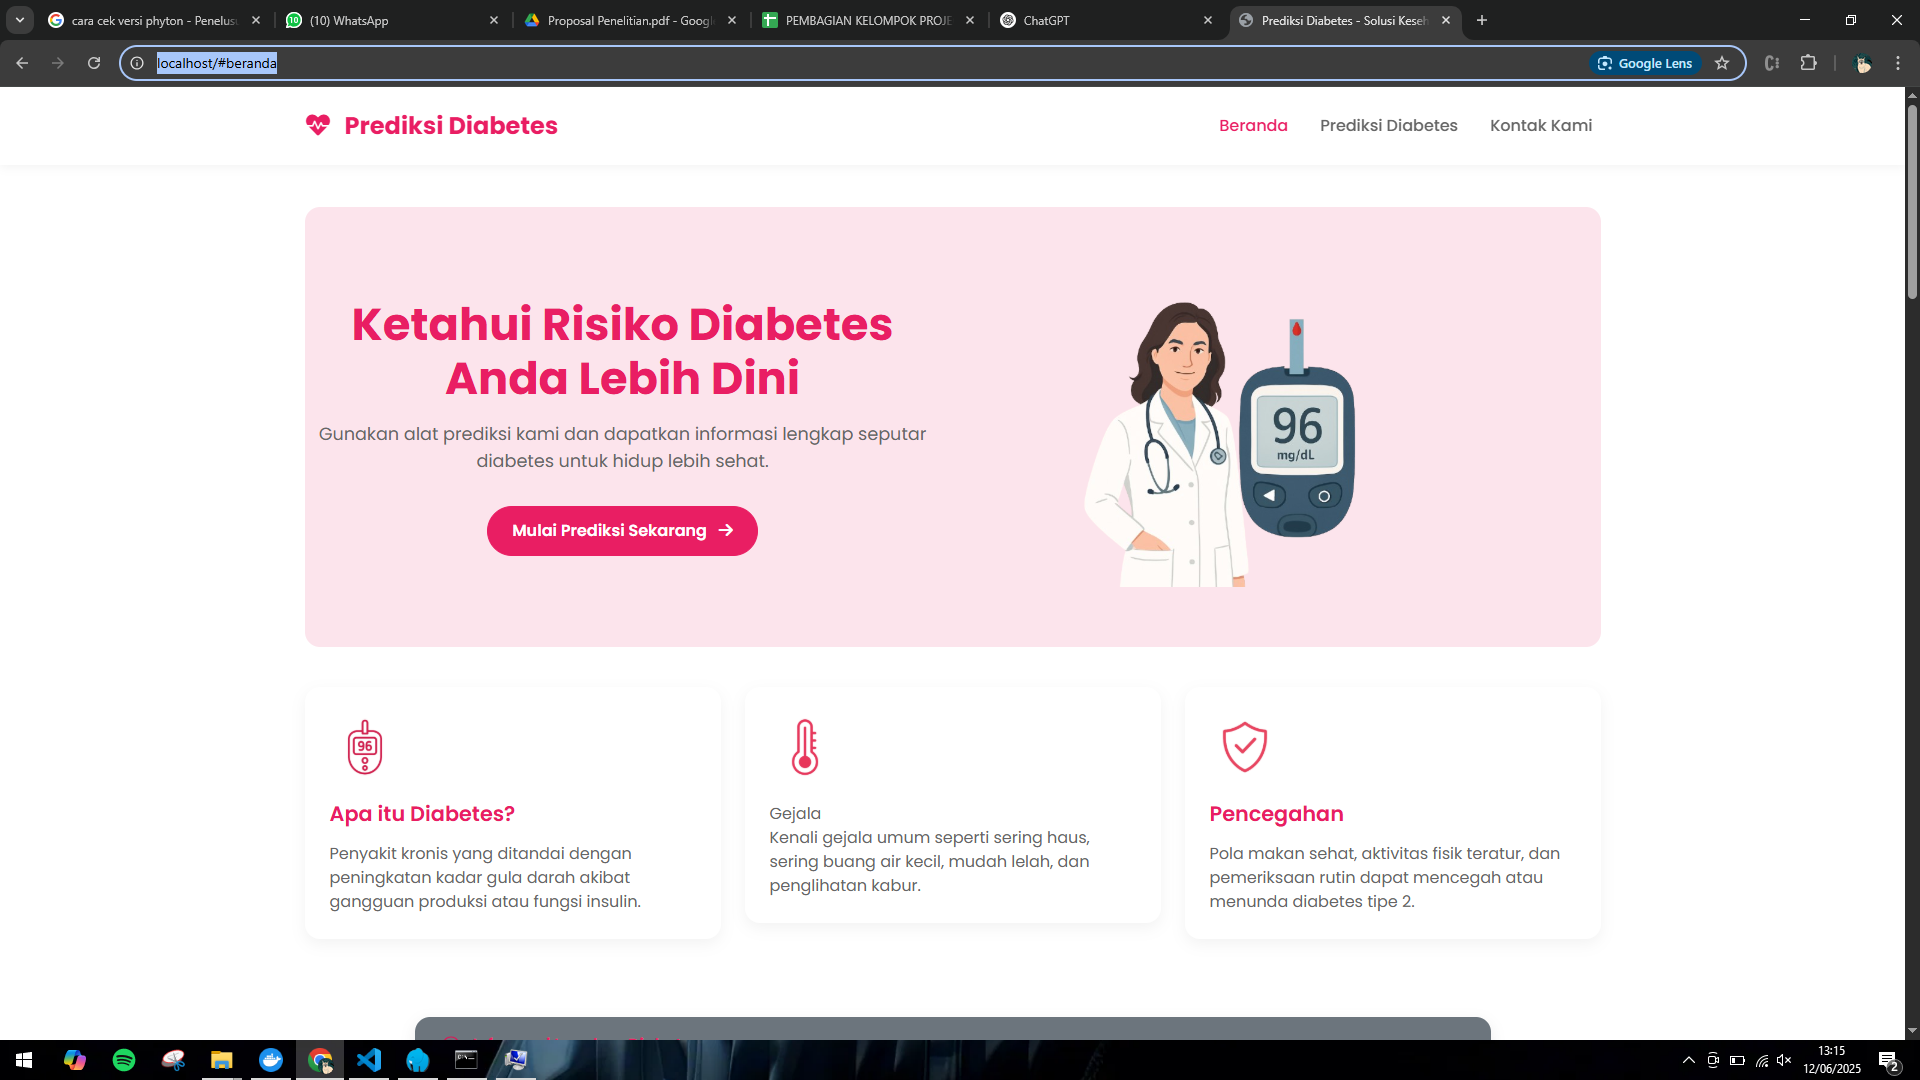 cara cek versi phyton - Penelus
(10) WhatsApp
Proposal Penelitian.pdf - Googl
PEMBAGIAN KELOMPOK PROJE
ChatGPT
Prediksi Diabetes - Solusi Keseh
localhost/#beranda
Google Lens
Prediksi Diabetes
Beranda
Prediksi Diabetes
Kontak Kami
Ketahui Risiko Diabetes
Anda Lebih Dini
Gunakan alat prediksi kami dan dapatkan informasi lengkap seputar
diabetes untuk hidup lebih sehat.
Mulai Prediksi Sekarang
96
mg/dL
96
Apa itu Diabetes?
Penyakit kronis yang ditandai dengan
peningkatan kadar gula darah akibat
gangguan produksi atau fungsi insulin.
Gejala
Kenali gejala umum seperti sering haus,
sering buang air kecil, mudah lelah, dan
penglihatan kabur.
Pencegahan
Pola makan sehat, aktivitas fisik teratur, dan
pemeriksaan rutin dapat mencegah atau
menunda diabetes tipe 2.
13:15
12/06/2025
2